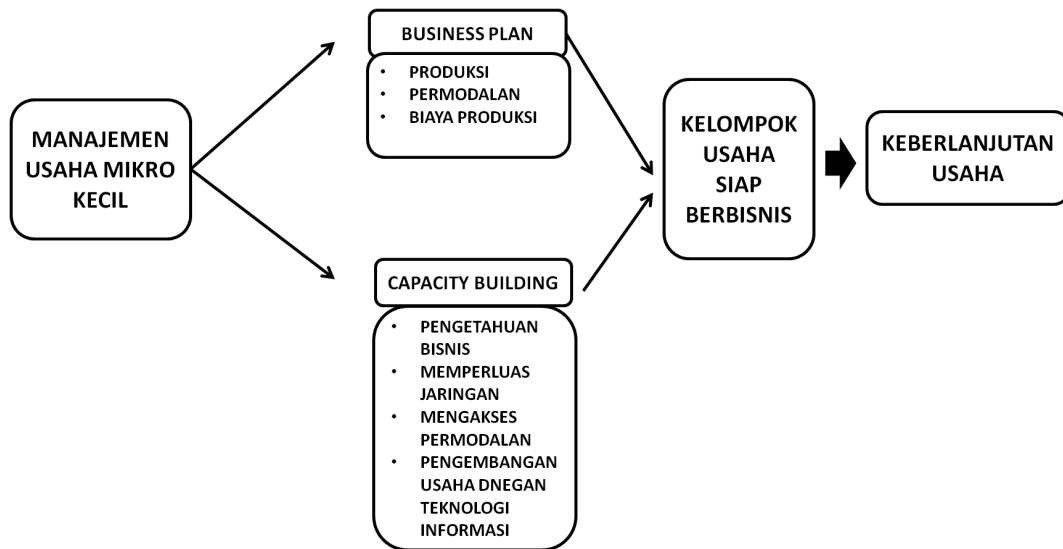 MANAJEMEN
USAHA MIKRO
KECIL
BUSINESS PLAN
• PRODUKSI
• PERMODALAN
• BIAYA PRODUKSI
CAPACITY BUILDING
• PENGETAHUAN
BISNIS
• MEMPERLUAS
JARINGAN
• MENGAKSES
PERMODALAN
• PENGEMBANGAN
USAHA DNEGAN
TEKNOLOGI
INFORMASI
KELOMPOK
USAHA
SIAP
BERBISNIS
KEBERLANJUTAN
USAHA